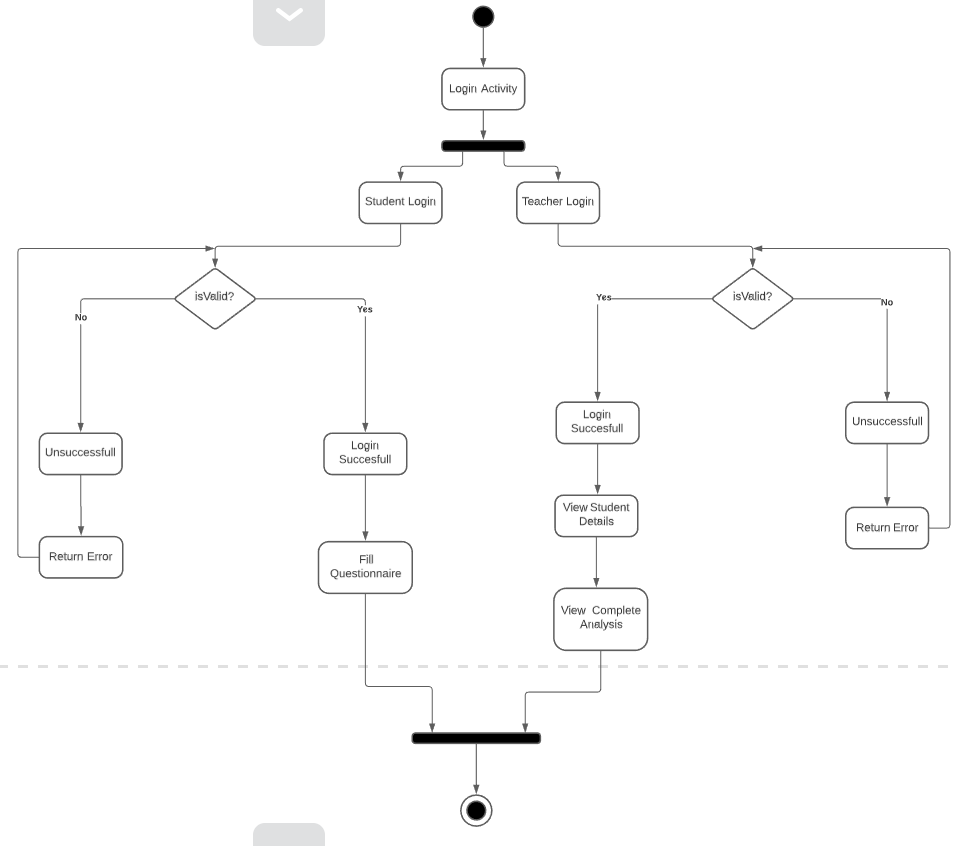 Login Activity
Student Login
Teacher Login
isValid?
isValid?
No
Yes
Yes
No
Login
Succesfull
Unsuccessfull
Unsuccessfull
Login
Succesfull
View Student
Details
Return Error
Return Error
Fill
Questionnaire
View Complete
Analysis